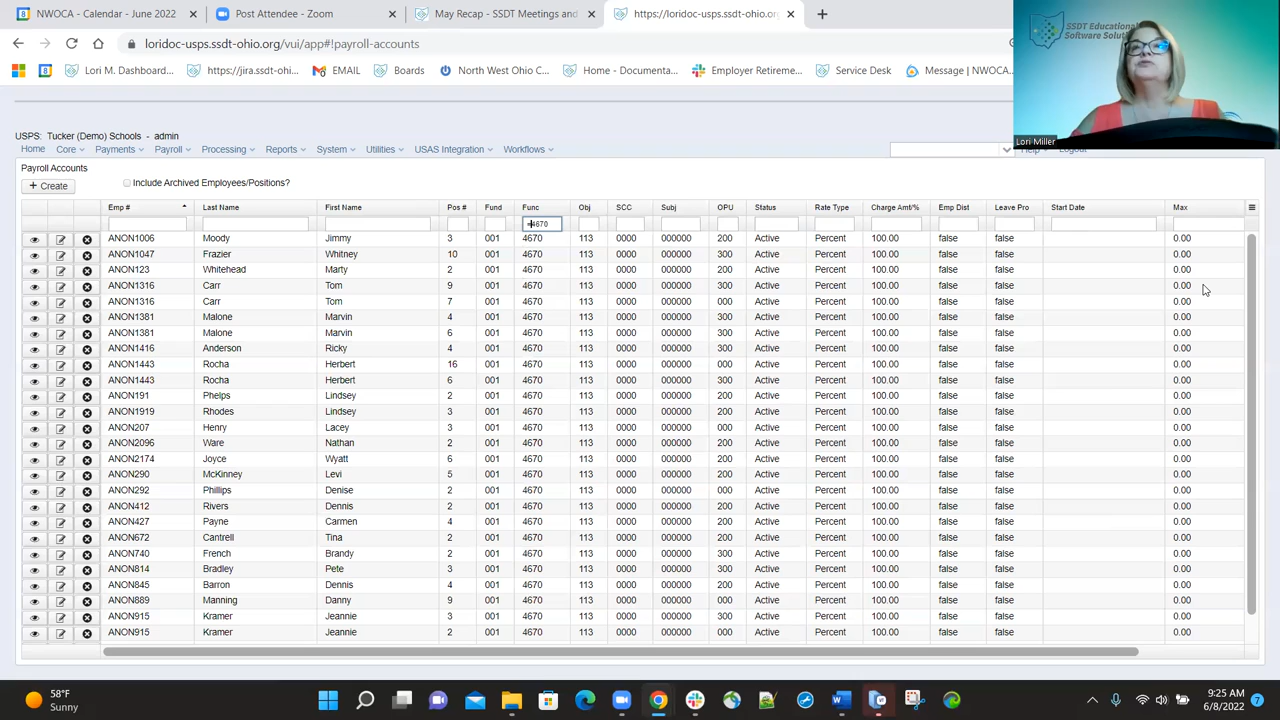 NWOCA - Calendar - June 2022
Post Attendee - Zoom
May Recap - SSDT Meetings and
https://loridoc-usps.ssdt-ohio.org/
loridoc-usps.ssdt-ohio.org/vui/app#!payroll-accounts
Lori M. Dashboard...
https://jira.ssdt-ohi...
EMAIL
Boards
North West Ohio C...
Home - Documenta...
Employer Retireme...
Service Desk
Message | NWOCA
SSDT Educational
Software Solutions
Lori Miller
USPS: Tucker (Demo) Schools - admin
Home Core Payments Payroll Processing Reports System Utilities USAS Integration Workflows Help Logout
Payroll Accounts
+ Create Include Archived Employees/Positions?
Emp # Last Name First Name Pos # Fund Func Obj SCC Subj OPU Status Rate Type Charge Amt/% Emp Dist Leave Pro Start Date Max
4670
ANON1006 Moody Jimmy 3 001 4670 113 0000 000000 200 Active Percent 100.00 false false 0.00
ANON1047 Frazier Whitney 10 001 4670 113 0000 000000 300 Active Percent 100.00 false false 0.00
ANON123 Whitehead Marty 2 001 4670 113 0000 000000 200 Active Percent 100.00 false false 0.00
ANON1316 Carr Tom 9 001 4670 113 0000 000000 300 Active Percent 100.00 false false 0.00
ANON1316 Carr Tom 7 001 4670 113 0000 000000 000 Active Percent 100.00 false false 0.00
ANON1381 Malone Marvin 4 001 4670 113 0000 000000 300 Active Percent 100.00 false false 0.00
ANON1381 Malone Marvin 6 001 4670 113 0000 000000 300 Active Percent 100.00 false false 0.00
ANON1416 Anderson Ricky 4 001 4670 113 0000 000000 300 Active Percent 100.00 false false 0.00
ANON1443 Rocha Herbert 16 001 4670 113 0000 000000 000 Active Percent 100.00 false false 0.00
ANON1443 Rocha Herbert 6 001 4670 113 0000 000000 300 Active Percent 100.00 false false 0.00
ANON191 Phelps Lindsey 2 001 4670 113 0000 000000 200 Active Percent 100.00 false false 0.00
ANON1919 Rhodes Lindsey 3 001 4670 113 0000 000000 200 Active Percent 100.00 false false 0.00
ANON207 Henry Lacey 3 001 4670 113 0000 000000 000 Active Percent 100.00 false false 0.00
ANON2096 Ware Nathan 2 001 4670 113 0000 000000 200 Active Percent 100.00 false false 0.00
ANON2174 Joyce Wyatt 6 001 4670 113 0000 000000 200 Active Percent 100.00 false false 0.00
ANON290 McKinney Levi 5 001 4670 113 0000 000000 300 Active Percent 100.00 false false 0.00
ANON292 Phillips Denise 2 001 4670 113 0000 000000 000 Active Percent 100.00 false false 0.00
ANON412 Rivers Dennis 2 001 4670 113 0000 000000 200 Active Percent 100.00 false false 0.00
ANON427 Payne Carmen 4 001 4670 113 0000 000000 200 Active Percent 100.00 false false 0.00
ANON672 Cantrell Tina 2 001 4670 113 0000 000000 200 Active Percent 100.00 false false 0.00
ANON740 French Brandy 2 001 4670 113 0000 000000 300 Active Percent 100.00 false false 0.00
ANON814 Bradley Pete 3 001 4670 113 0000 000000 300 Active Percent 100.00 false false 0.00
ANON845 Barron Dennis 4 001 4670 113 0000 000000 200 Active Percent 100.00 false false 0.00
ANON889 Manning Danny 9 001 4670 113 0000 000000 000 Active Percent 100.00 false false 0.00
ANON915 Kramer Jeannie 3 001 4670 113 0000 000000 300 Active Percent 100.00 false false 0.00
ANON915 Kramer Jeannie 2 001 4670 113 0000 000000 000 Active Percent 100.00 false false 0.00
58°F
Sunny
9:25 AM
6/8/2022
7